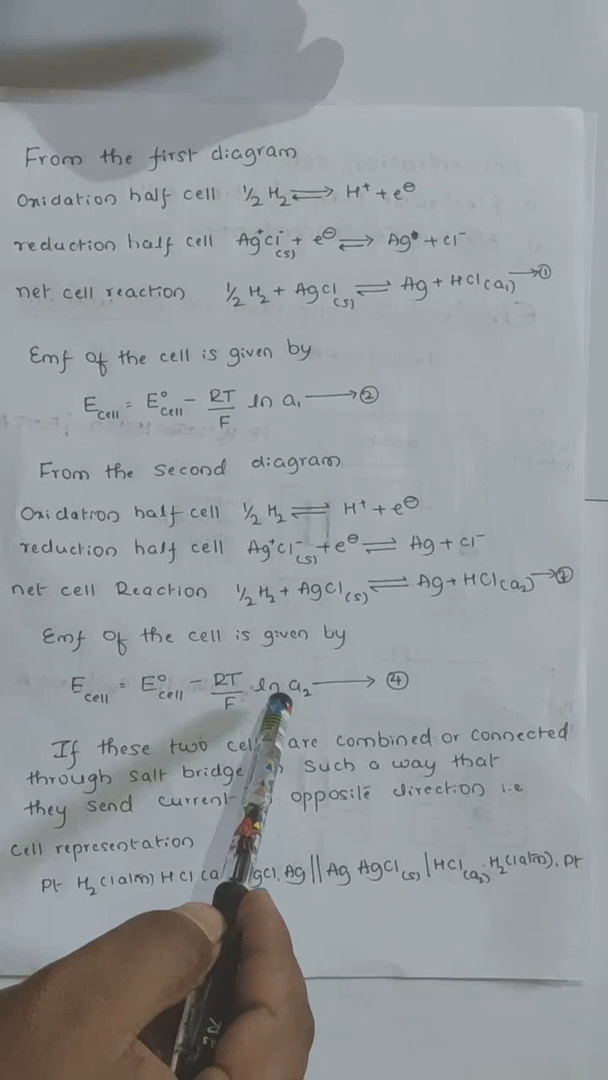 From the first diagram
Oxidation half cell ½ H₂ ⇌ H⁺ + e⊖
reduction half cell Ag⁺Cl⁻(s) + e⊖ ⇌ Ag + Cl⁻
net cell reaction ½ H₂ + AgCl(s) ⇌ Ag + HCl(a₁) → ①
Emf of the cell is given by
E cell = E° cell − RT/F ln a₁ → ②
From the second diagram
Oxidation half cell ½ H₂ ⇌ H⁺ + e⊖
reduction half cell Ag⁺Cl⁻(s) + e⊖ ⇌ Ag + Cl⁻
net cell Reaction ½ H₂ + AgCl(s) ⇌ Ag + HCl(a₂) →
Emf of the cell is given by
E cell = E° cell − RT/F ln a₂ → ④
If these two are combined or connected
through salt bridge such a way that
they send current opposite direction i.e
cell representation
Pt H₂(1atm) HCl Ag || Ag AgCl(s) | HCl(a₂) H₂(1atm), Pt